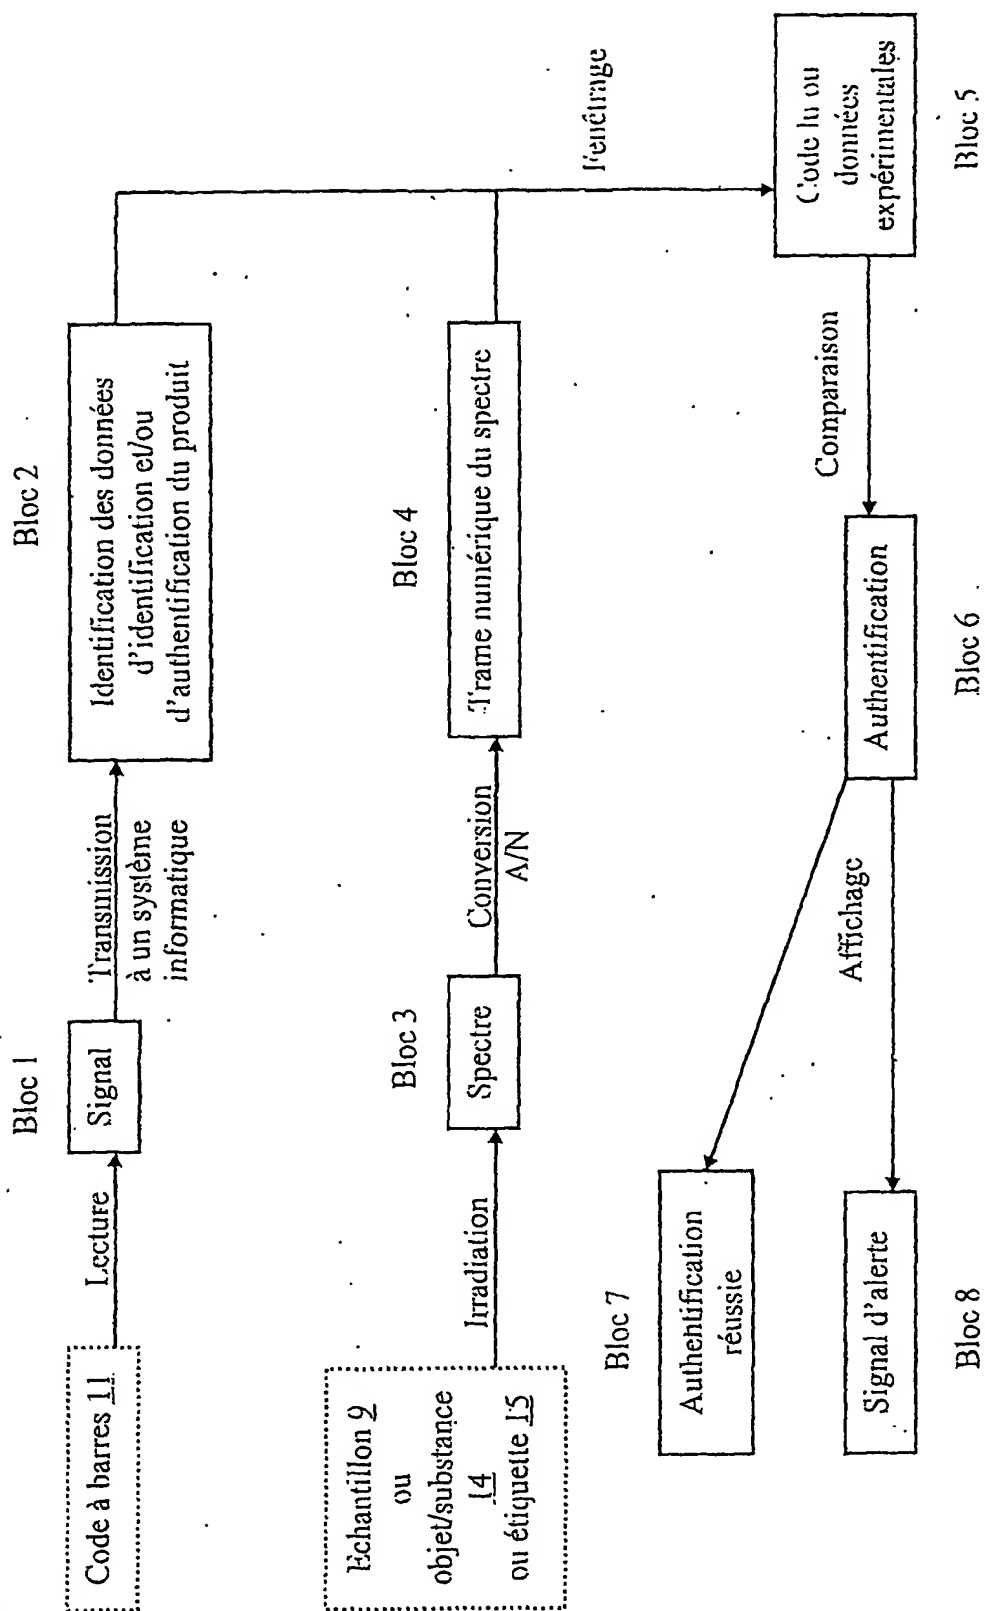 Bloc 1
Bloc 2
Code à barres 11
Lecture
Signal
Transmission
à un système
informatique
Identification des données
d'identification et/ou
d'authentification du produit
Bloc 3
Bloc 4
Echantillon 9
ou
objet/substance
14
ou étiquette 15
Irradiation
Spectre
Conversion
A/N
Trame numérique du spectre
Fenêtrage
Bloc 7
Authentification
réussie
Affichage
Comparaison
Code lu ou
données
expérimentales
Signal d'alerte
Authentification
Bloc 8
Bloc 6
Bloc 5